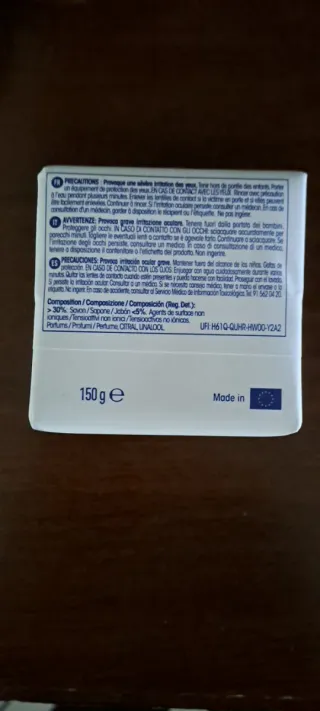 FR PRECAUTIONS : Provoque une sévère irritation des yeux. Tenir hors de portée des enfants. Porter
un équipement de protection des yeux. EN CAS DE CONTACT AVEC LES YEUX : Rincer avec précaution
à l'eau pendant plusieurs minutes. Enlever les lentilles de contact si la victime en porte et si elles peuvent
être facilement enlevées. Continuer à rincer. Si l'irritation oculaire persiste: consulter un médecin. En cas de
consultation d'un médecin, garder à disposition le récipient ou l'étiquette. Ne pas ingérer.
IT AVVERTENZE: Provoca grave irritazione oculare. Tenere fuori dalla portata dei bambini.
Proteggere gli occhi. IN CASO DI CONTATTO CON GLI OCCHI: sciacquare accuratamente per
parecchi minuti. Togliere le eventuali lenti a contatto se è agevole farlo. Continuare a sciacquare. Se
l'irritazione degli occhi persiste, consultare un medico. In caso di consultazione di un medico,
tenere a disposizione il contenitore o l'etichetta del prodotto. Non ingerire.
ES PRECAUCIONES: Provoca irritación ocular grave. Mantener fuera del alcance de los niños. Gafas de
protección. EN CASO DE CONTACTO CON LOS OJOS: Enjuagar con agua cuidadosamente durante varios
minutos. Quitar las lentes de contacto cuando estén presentes y pueda hacerse con facilidad. Proseguir con el lavado.
Si persiste la irritación ocular: Consultar a un médico. Si se necesita consejo médico, tener a mano el envase o la
etiqueta. No ingerir. En caso de accidente, consultar al Servicio Médico de Información Toxicológica, Tel. 91 562 04 20.
Composition / Composizione / Composición (Reg. Det.):
> 30%: Savon / Sapone / Jabón <5%: Agents de surface non
ioniques / Tensioattivi non ionici / Tensioactivos no iónicos.
Parfums / Profumi / Perfume, CITRAL, LINALOOL. UFI: H61Q-QUHR-HW00-Y2A2
150 g ℮ Made in